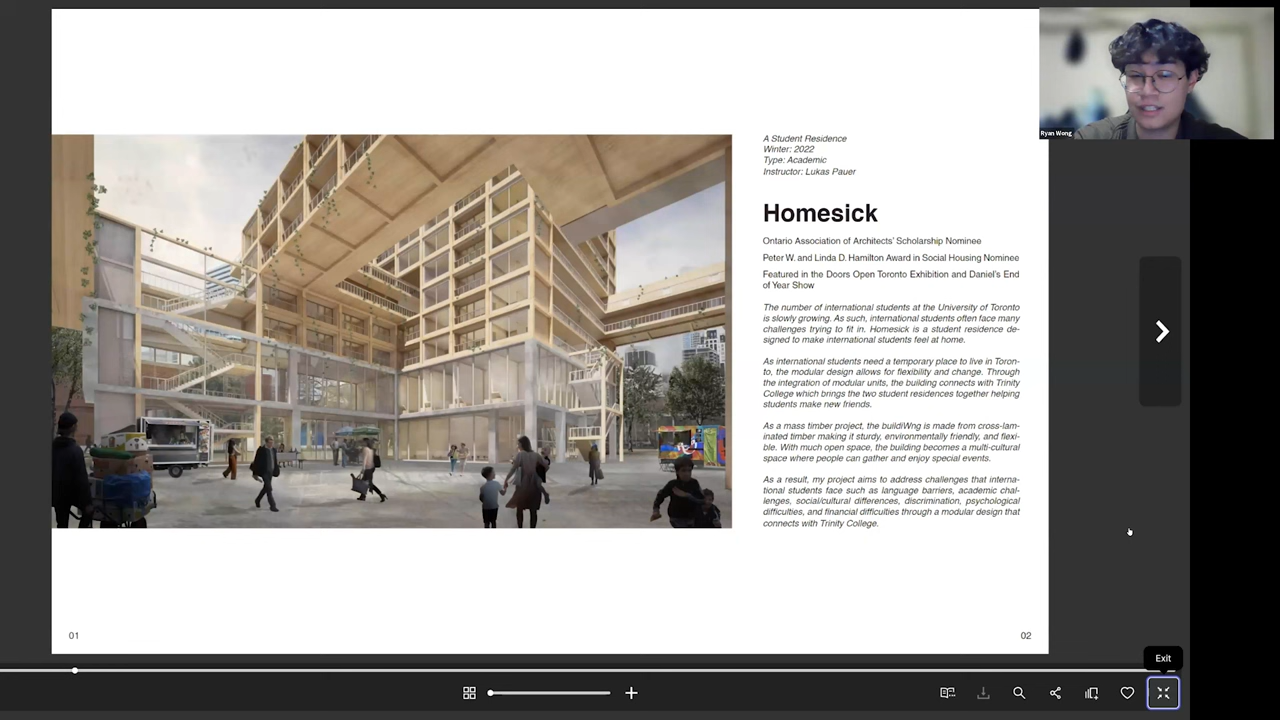 Ryan Wong
A Student Residence
Winter: 2022
Type: Academic
Instructor: Lukas Pauer
Homesick
Ontario Association of Architects' Scholarship Nominee
Peter W. and Linda D. Hamilton Award in Social Housing Nominee
Featured in the Doors Open Toronto Exhibition and Daniel's End
of Year Show
The number of international students at the University of Toronto
is slowly growing. As such, international students often face many
challenges trying to fit in. Homesick is a student residence de-
signed to make international students feel at home.
As international students need a temporary place to live in Toron-
to, the modular design allows for flexibility and change. Through
the integration of modular units, the building connects with Trinity
College which brings the two student residences together helping
students make new friends.
As a mass timber project, the buildiWng is made from cross-lam-
inated timber making it sturdy, environmentally friendly, and flexi-
ble. With much open space, the building becomes a multi-cultural
space where people can gather and enjoy special events.
As a result, my project aims to address challenges that interna-
tional students face such as language barriers, academic chal-
lenges, social/cultural differences, discrimination, psychological
difficulties, and financial difficulties through a modular design that
connects with Trinity College.
01
02
Exit